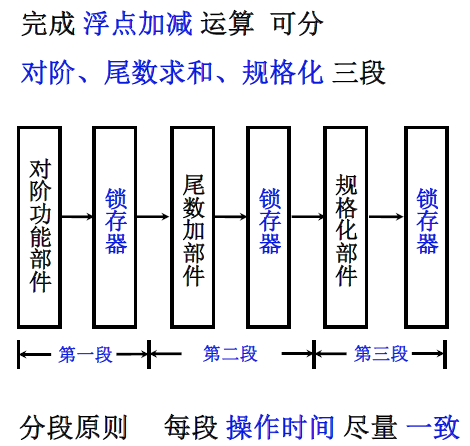 完成 浮点加减 运算 可分
对阶、尾数求和、规格化 三段
对阶功能部件
锁存器
尾数加部件
锁存器
规格化部件
锁存器
第一段
第二段
第三段
分段原则 每段 操作时间 尽量 一致